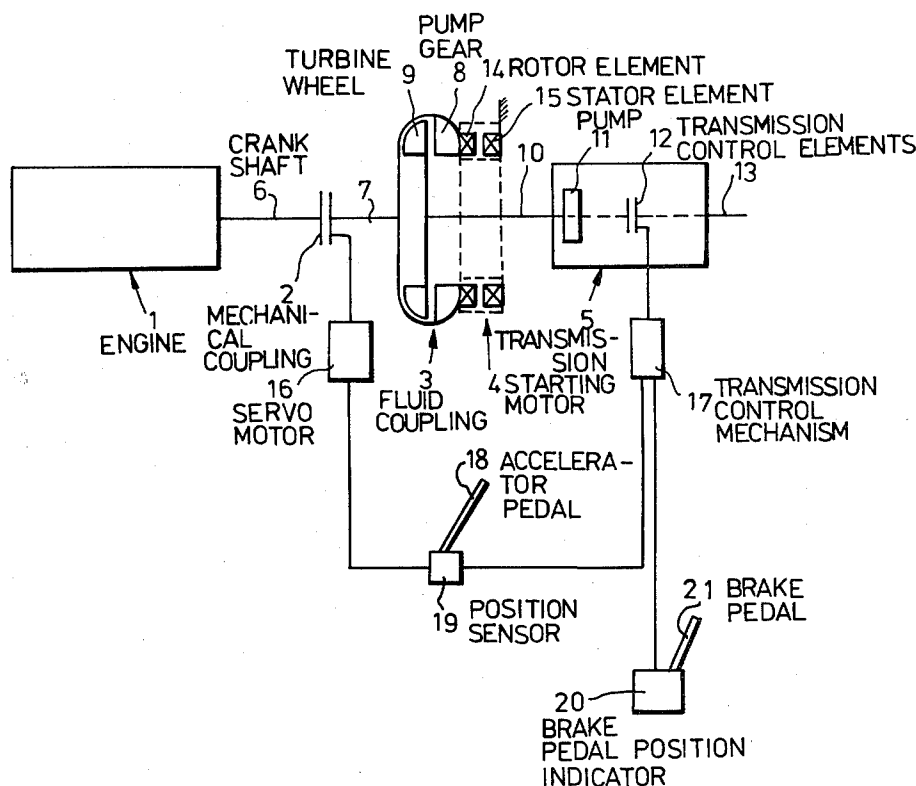 PUMP
GEAR
TURBINE
WHEEL
9
8
14 ROTOR ELEMENT
15 STATOR ELEMENT
PUMP
11
12
TRANSMISSION
CONTROL ELEMENTS
CRANK
SHAFT
6
7
10
13
2
MECHANI-
CAL
COUPLING
1
ENGINE
16
SERVO
MOTOR
3
FLUID
COUPLING
5
TRANSMIS-
SION
4 STARTING
MOTOR
17 TRANSMISSION
CONTROL
MECHANISM
18 ACCELERA-
TOR
PEDAL
19 POSITION
SENSOR
21 BRAKE
PEDAL
20
BRAKE
PEDAL POSITION
INDICATOR